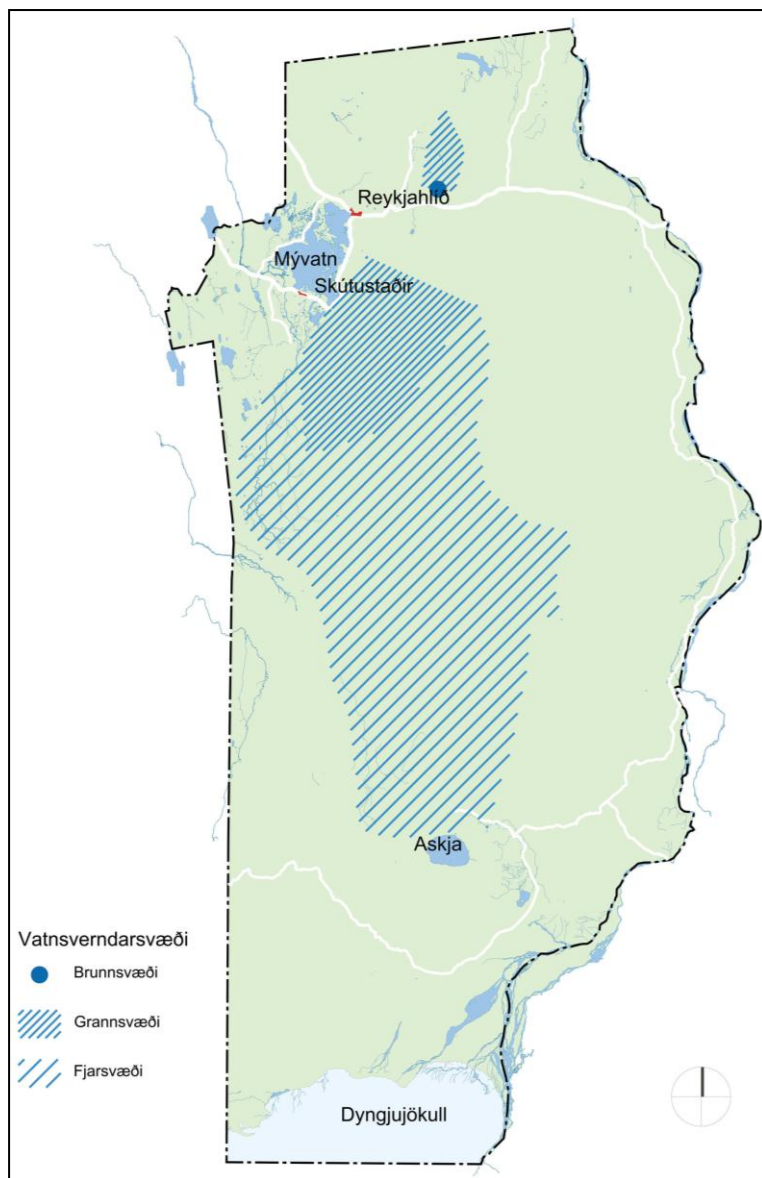 Reykjahlíð
Mývatn
Skútustaðir
Askja
Vatnsverndarsvæði
Brunnsvæði
Grannsvæði
Fjarsvæði
Dyngjujökull